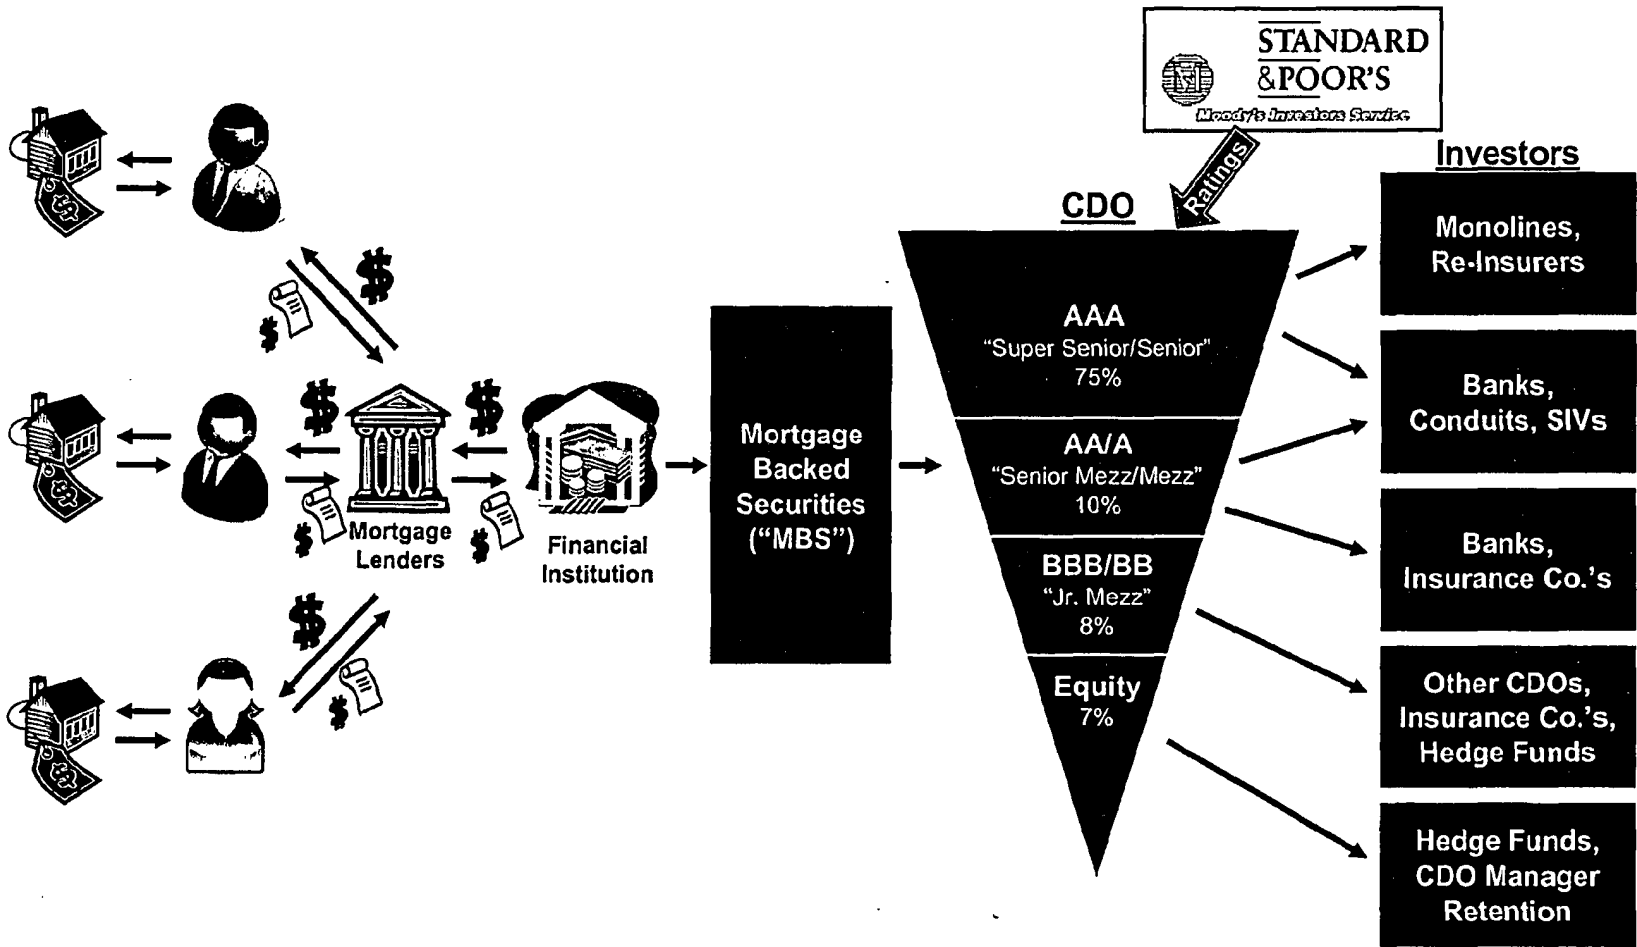 STANDARD
&POOR'S
Moody's Investors Service
Ratings
Investors
CDO
Monolines,
Re-Insurers
AAA
"Super Senior/Senior"
75%
Banks,
Conduits, SIVs
AA/A
"Senior Mezz/Mezz"
10%
Mortgage
Backed
Securities
("MBS")
Mortgage
Lenders
Financial
Institution
Banks,
Insurance Co.'s
BBB/BB
"Jr. Mezz"
8%
Equity
7%
Other CDOs,
Insurance Co.'s,
Hedge Funds
Hedge Funds,
CDO Manager
Retention
$
$
$
$
$
$
$
$
$
$
$